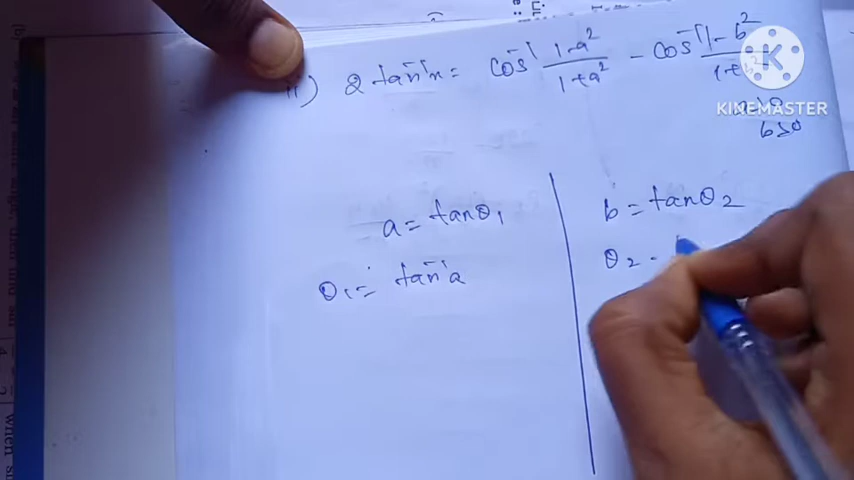 ii) 2 tan⁻¹x = cos⁻¹ (1-a²)/(1+a²) - cos⁻¹ (1-b²)/(1+b²)
KINEMASTER
b≤0
a = tanθ₁
b = tanθ₂
θ₁ = tan⁻¹a
θ₂ =